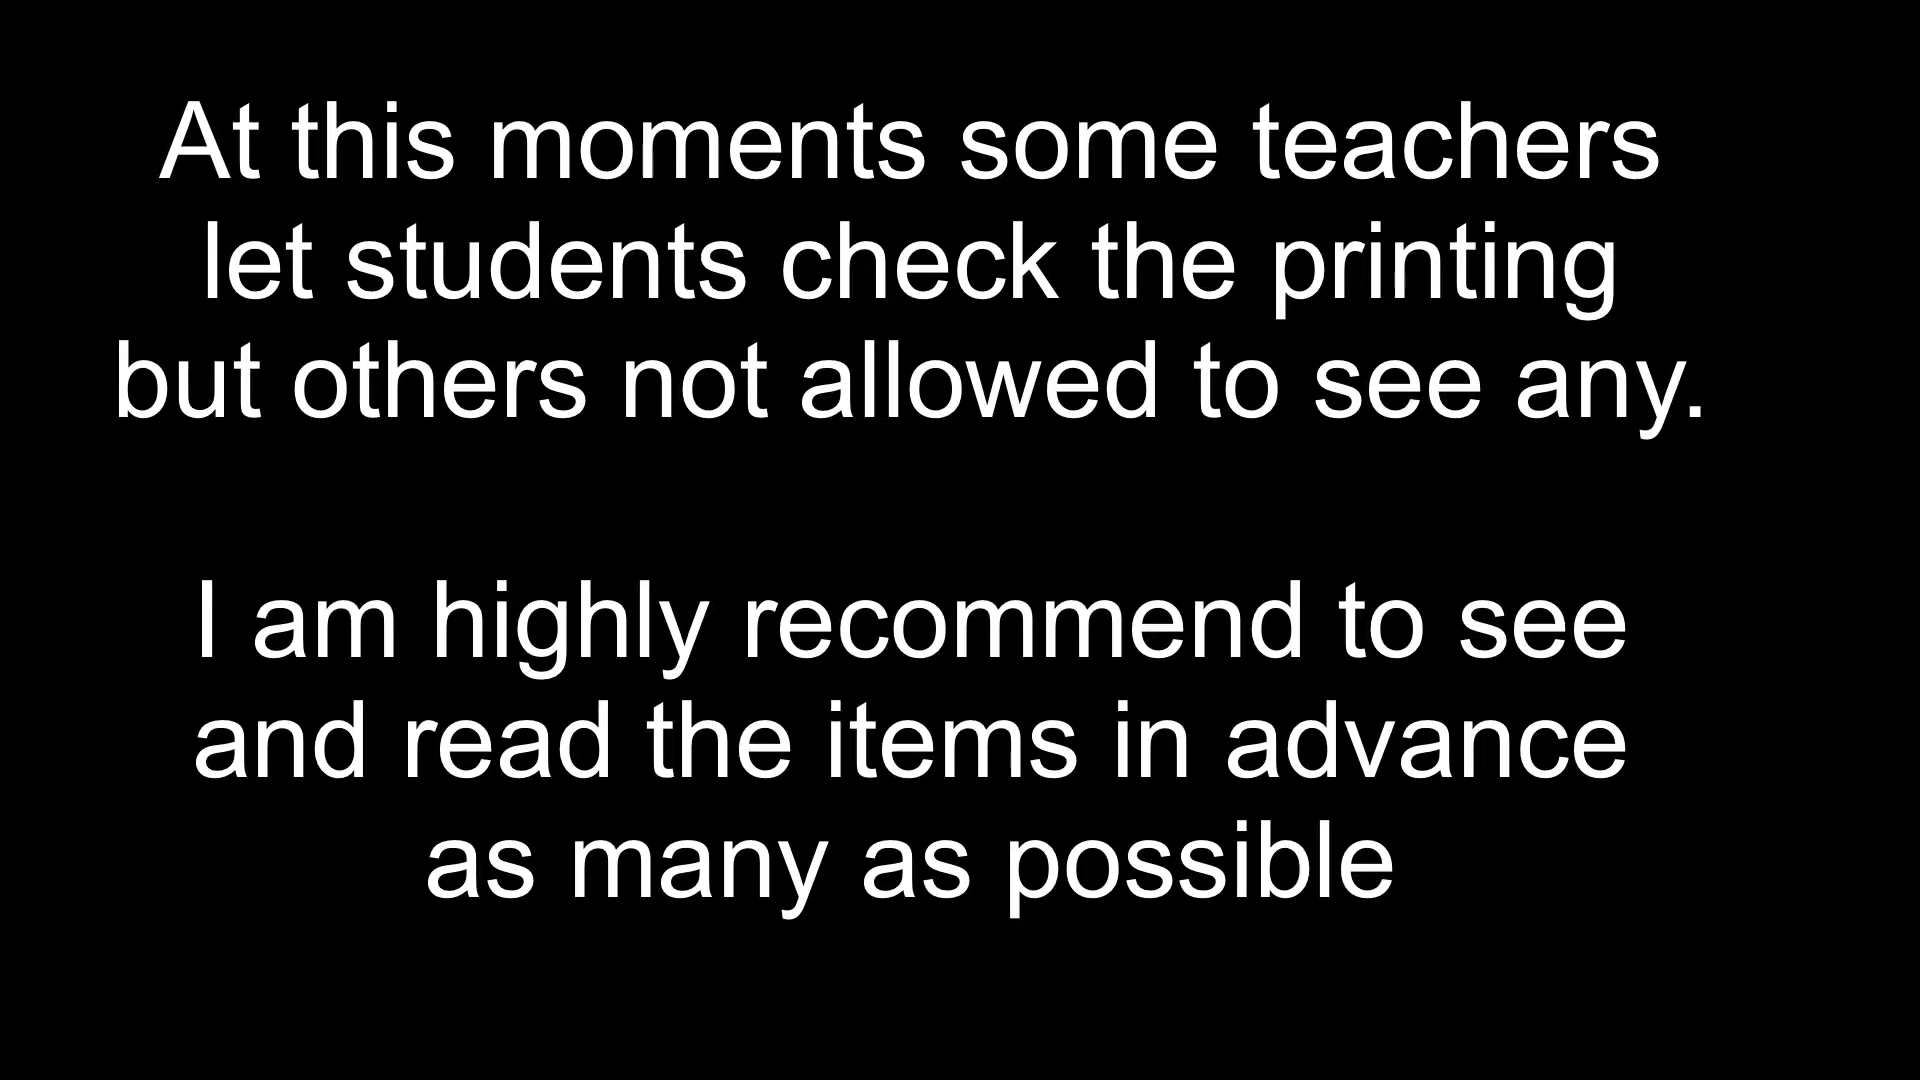 At this moments some teachers
let students check the printing
but others not allowed to see any.
I am highly recommend to see
and read the items in advance
as many as possible